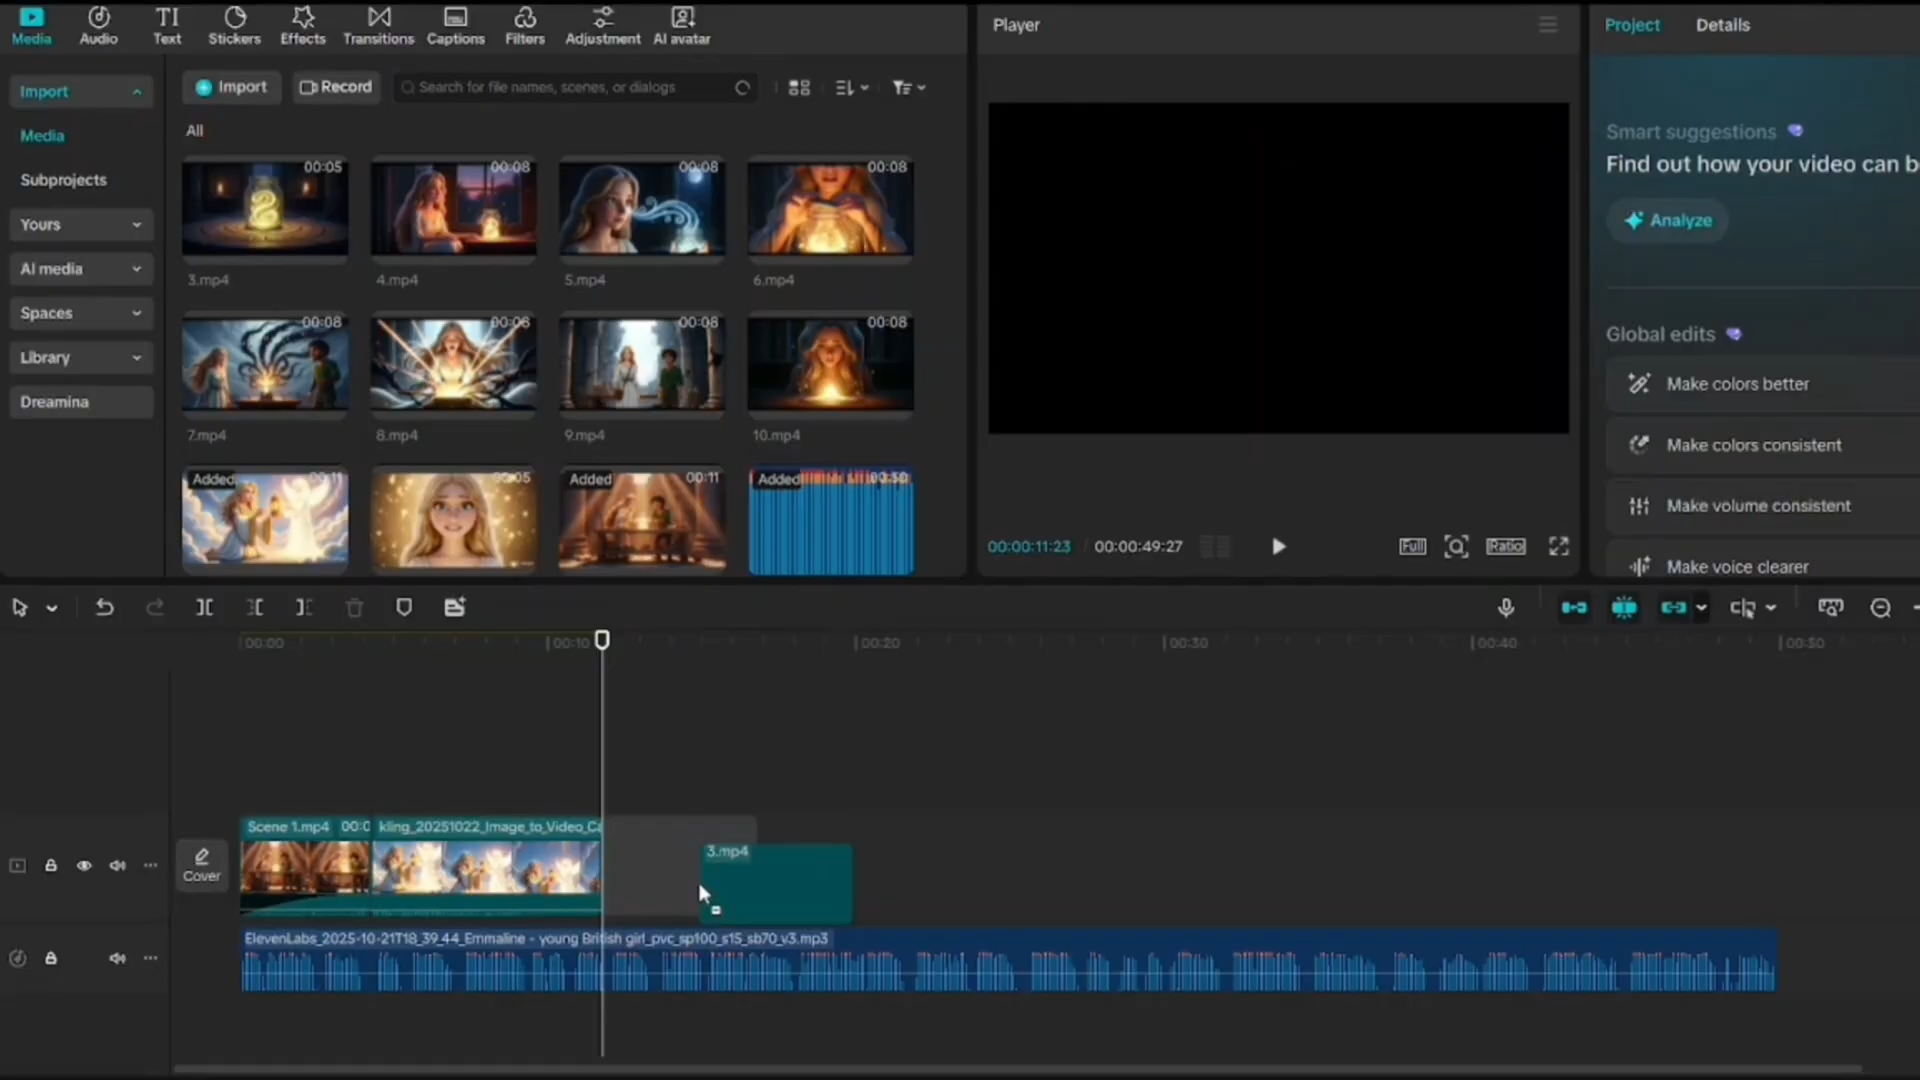 Media Audio Text Stickers Effects Transitions Captions Filters Adjustment AI avatar
Player
Project Details
Import
Import Record Search for file names, scenes, or dialogs
Media
All
Subprojects
Yours
AI media
Spaces
Library
Dreamina
00:05 00:08 00:08 00:08
3.mp4 4.mp4 5.mp4 6.mp4
00:08 00:08 00:08 00:08
7.mp4 8.mp4 9.mp4 10.mp4
Added 00:11 00:05 Added 00:11 Added 00:50
Smart suggestions
Find out how your video can b
Analyze
Global edits
Make colors better
Make colors consistent
Make volume consistent
Make voice clearer
00:00:11:23 / 00:00:49:27 Full Ratio
00:00 00:10 00:20 00:30 00:40 00:50
Cover
Scene 1.mp4 00:0 kling_20251022_Image_to_Video_Ca
3.mp4
ElevenLabs_2025-10-21T18_39_44_Emmaline - young British girl_pvc_sp100_s15_sb70_v3.mp3